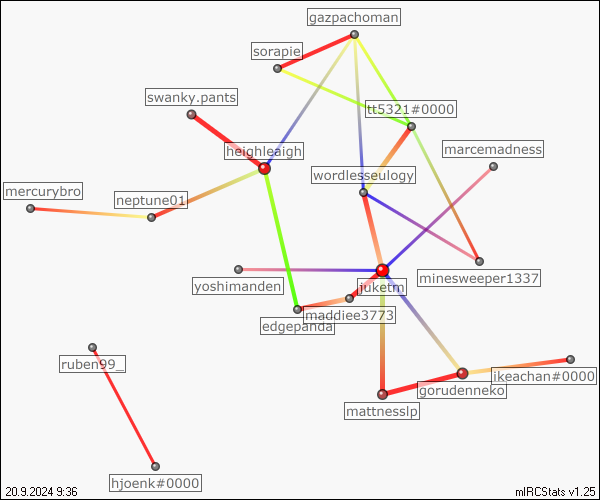 gazpachoman
sorapie
swanky.pants
tt5321#0000
heighleaigh
marcemadness
wordlesseulogy
mercurybro
neptune01
yoshimanden
minesweeper1337
juketm
maddiee3773
edgepanda
ruben99_
ikeachan#0000
gorudenneko
mattnesslp
hjoenk#0000
20.9.2024 9:36
mIRCStats v1.25